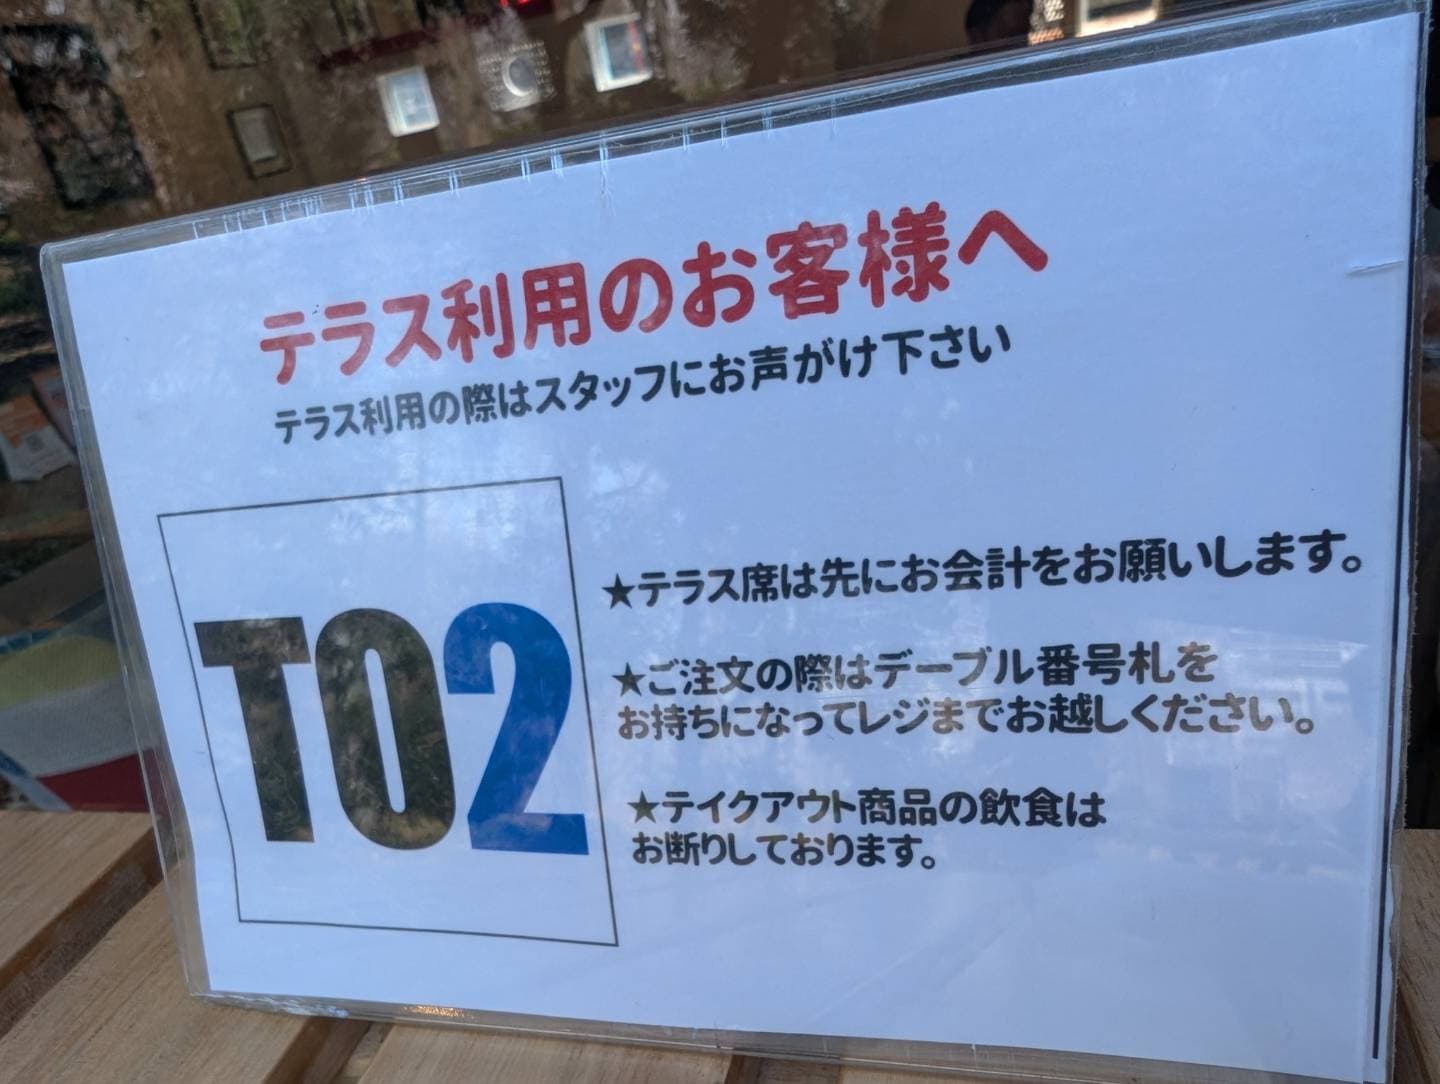 テラス利用のお客様へ
テラス利用の際はスタッフにお声がけ下さい
T02
★テラス席は先にお会計をお願いします。
★ご注文の際はテーブル番号札を
お持ちになってレジまでお越しください。
★テイクアウト商品の飲食は
お断りしております。